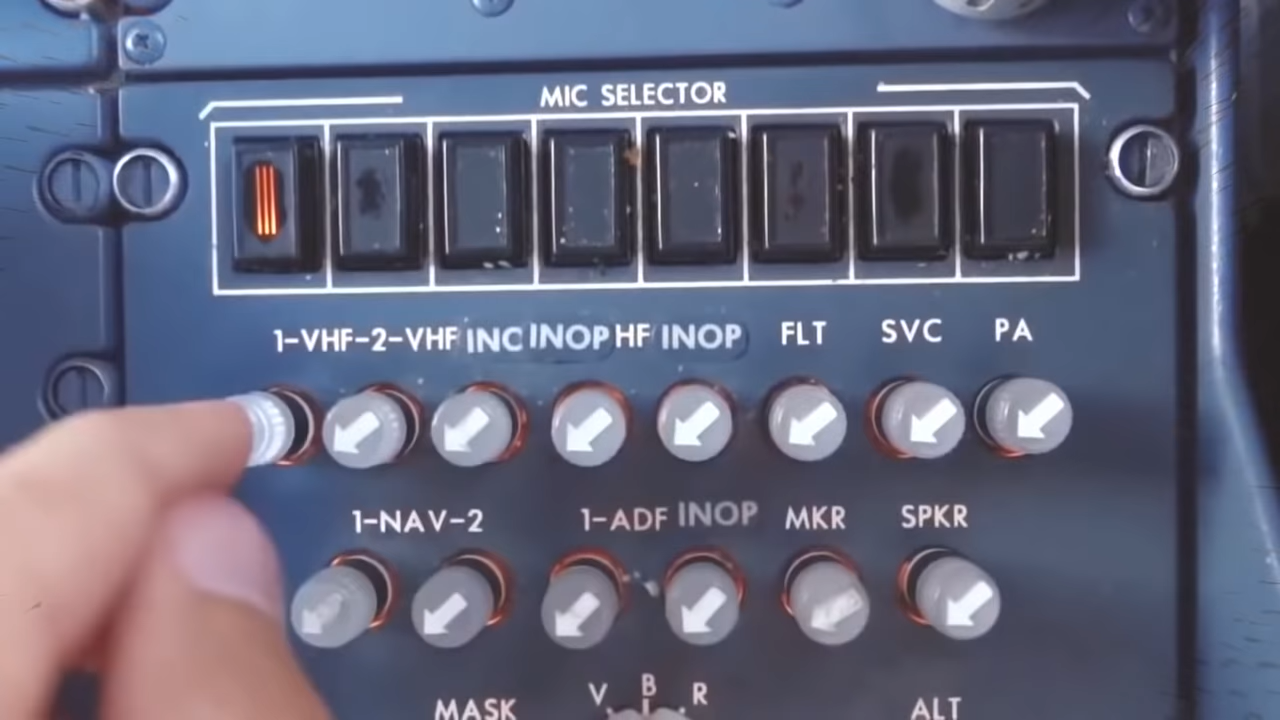 MIC SELECTOR
1-VHF-2-VHF INC INOP HF INOP FLT SVC PA
1-NAV-2 1-ADF INOP MKR SPKR
MASK V B R ALT